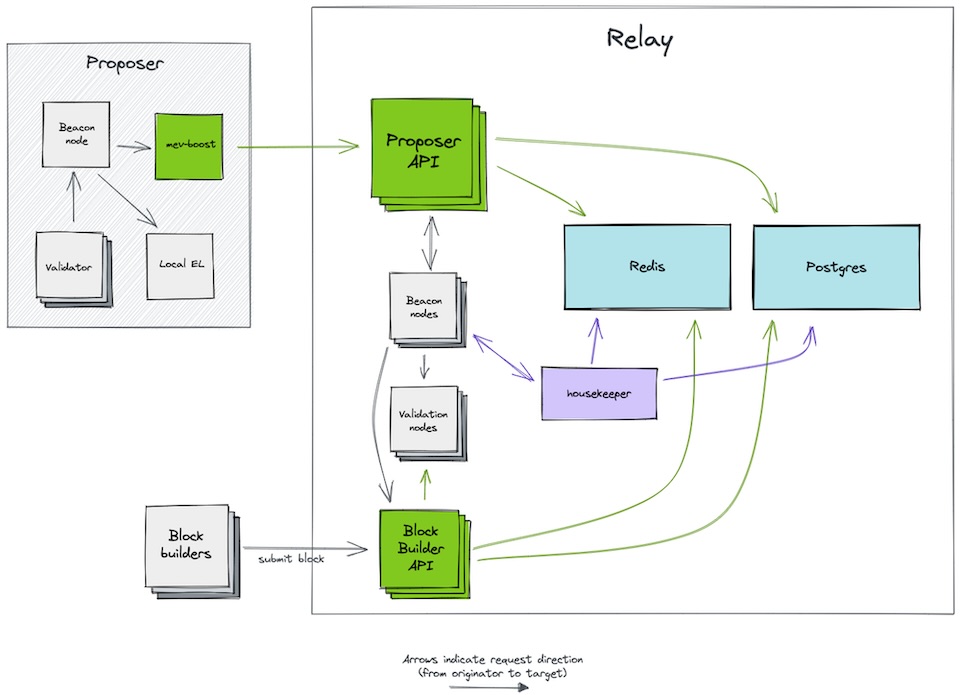 Relay
Proposer
Beacon
node
mev-boost
Validator
Local EL
Proposer
API
Redis
Postgres
Beacon
nodes
housekeeper
Validation
nodes
Block
builders
submit block
Block
Builder
API
Arrows indicate request direction
(from originator to target)